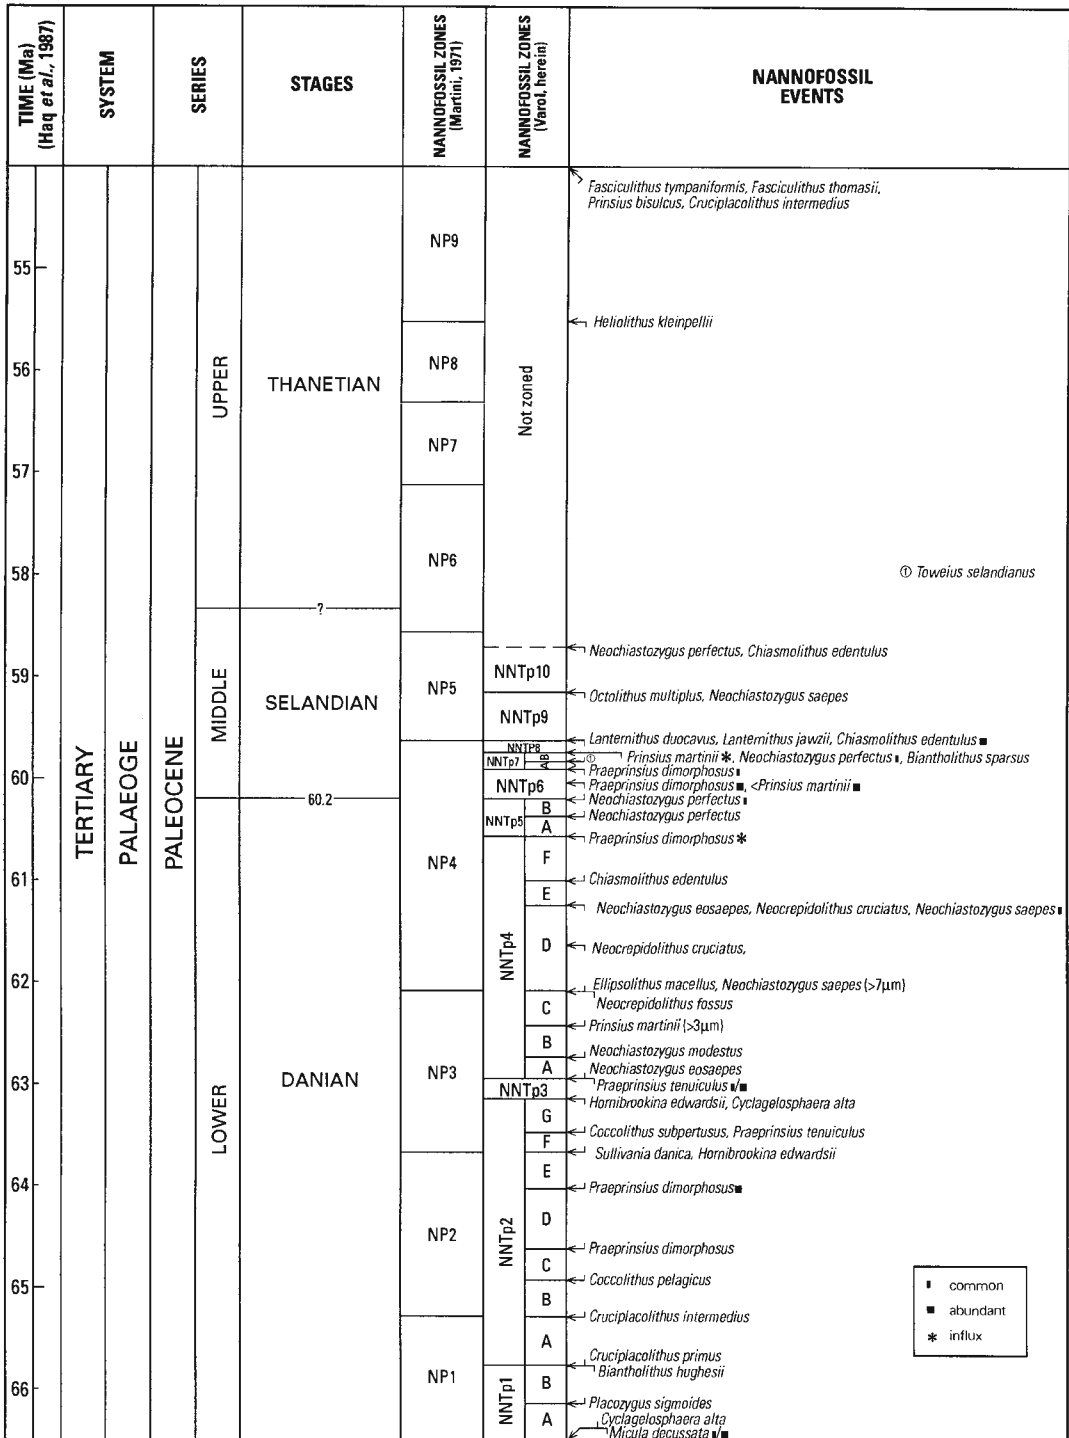 TIME (Ma)
(Haq et al., 1987)
SYSTEM
SERIES
STAGES
NANNOFOSSIL ZONES
(Martini, 1971)
NANNOFOSSIL ZONES
(Varol, herein)
NANNOFOSSIL
EVENTS
55
56
57
58
59
60
61
62
63
64
65
66
TERTIARY
PALAEOGE
PALEOCENE
UPPER
MIDDLE
LOWER
THANETIAN
?
SELANDIAN
60.2
DANIAN
NP9
NP8
NP7
NP6
NP5
NP4
NP3
NP2
NP1
Not zoned
NNTp10
NNTp9
NNTP8
NNTp7
A B
NNTp6
NNTp5
B
A
NNTp4
F
E
D
C
B
A
NNTp3
NNTp2
G
F
E
D
C
B
A
NNTp1
B
A
Fasciculithus tympaniformis, Fasciculithus thomasii,
Prinsius bisulcus, Cruciplacolithus intermedius
Heliolithus kleinpellii
① Toweius selandianus
Neochiastozygus perfectus, Chiasmolithus edentulus
Octolithus multiplus, Neochiastozygus saepes
Lanternithus duocavus, Lanternithus jawzii, Chiasmolithus edentulus ■
Prinsius martinii *, Neochiastozygus perfectus ▮, Biantholithus sparsus
①
Praeprinsius dimorphosus ▮
Praeprinsius dimorphosus ■, <Prinsius martinii ■
Neochiastozygus perfectus ▮
Neochiastozygus perfectus
Praeprinsius dimorphosus *
Chiasmolithus edentulus
Neochiastozygus eosaepes, Neocrepidolithus cruciatus, Neochiastozygus saepes ▮
Neocrepidolithus cruciatus,
Ellipsolithus macellus, Neochiastozygus saepes (>7μm)
Neocrepidolithus fossus
Prinsius martinii (>3μm)
Neochiastozygus modestus
Neochiastozygus eosaepes
Praeprinsius tenuiculus ▮/■
Hornibrookina edwardsii, Cyclagelosphaera alta
Coccolithus subpertusus, Praeprinsius tenuiculus
Sullivania danica, Hornibrookina edwardsii
Praeprinsius dimorphosus ■
Praeprinsius dimorphosus
Coccolithus pelagicus
Cruciplacolithus intermedius
Cruciplacolithus primus
Biantholithus hughesii
Placozygus sigmoides
Cyclagelosphaera alta
Micula decussata ▮/■
▮ common
■ abundant
* influx